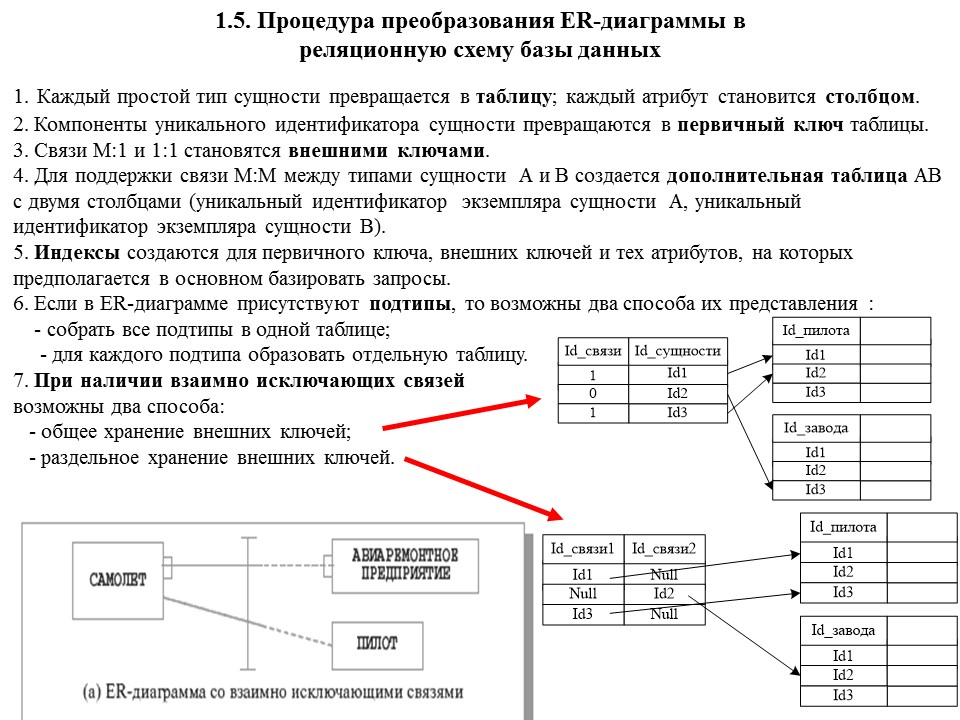 1.5. Процедура преобразования ER-диаграммы в
реляционную схему базы данных
1. Каждый простой тип сущности превращается в таблицу; каждый атрибут становится столбцом.
2. Компоненты уникального идентификатора сущности превращаются в первичный ключ таблицы.
3. Связи М:1 и 1:1 становятся внешними ключами.
4. Для поддержки связи М:М между типами сущности А и В создается дополнительная таблица АВ
с двумя столбцами (уникальный идентификатор экземпляра сущности А, уникальный
идентификатор экземпляра сущности В).
5. Индексы создаются для первичного ключа, внешних ключей и тех атрибутов, на которых
предполагается в основном базировать запросы.
6. Если в ER-диаграмме присутствуют подтипы, то возможны два способа их представления :
- собрать все подтипы в одной таблице;
- для каждого подтипа образовать отдельную таблицу.
7. При наличии взаимно исключающих связей
возможны два способа:
- общее хранение внешних ключей;
- раздельное хранение внешних ключей.
Id_связи Id_сущности
1 Id1
0 Id2
1 Id3
Id_пилота
Id1
Id2
Id3
Id_завода
Id1
Id2
Id3
Id_связи1 Id_связи2
Id1 Null
Null Id2
Id3 Null
Id_пилота
Id1
Id2
Id3
Id_завода
Id1
Id2
Id3
САМОЛЕТ
АВИАРЕМОНТНОЕ
ПРЕДПРИЯТИЕ
ПИЛОТ
(а) ER-диаграмма со взаимно исключающими связями